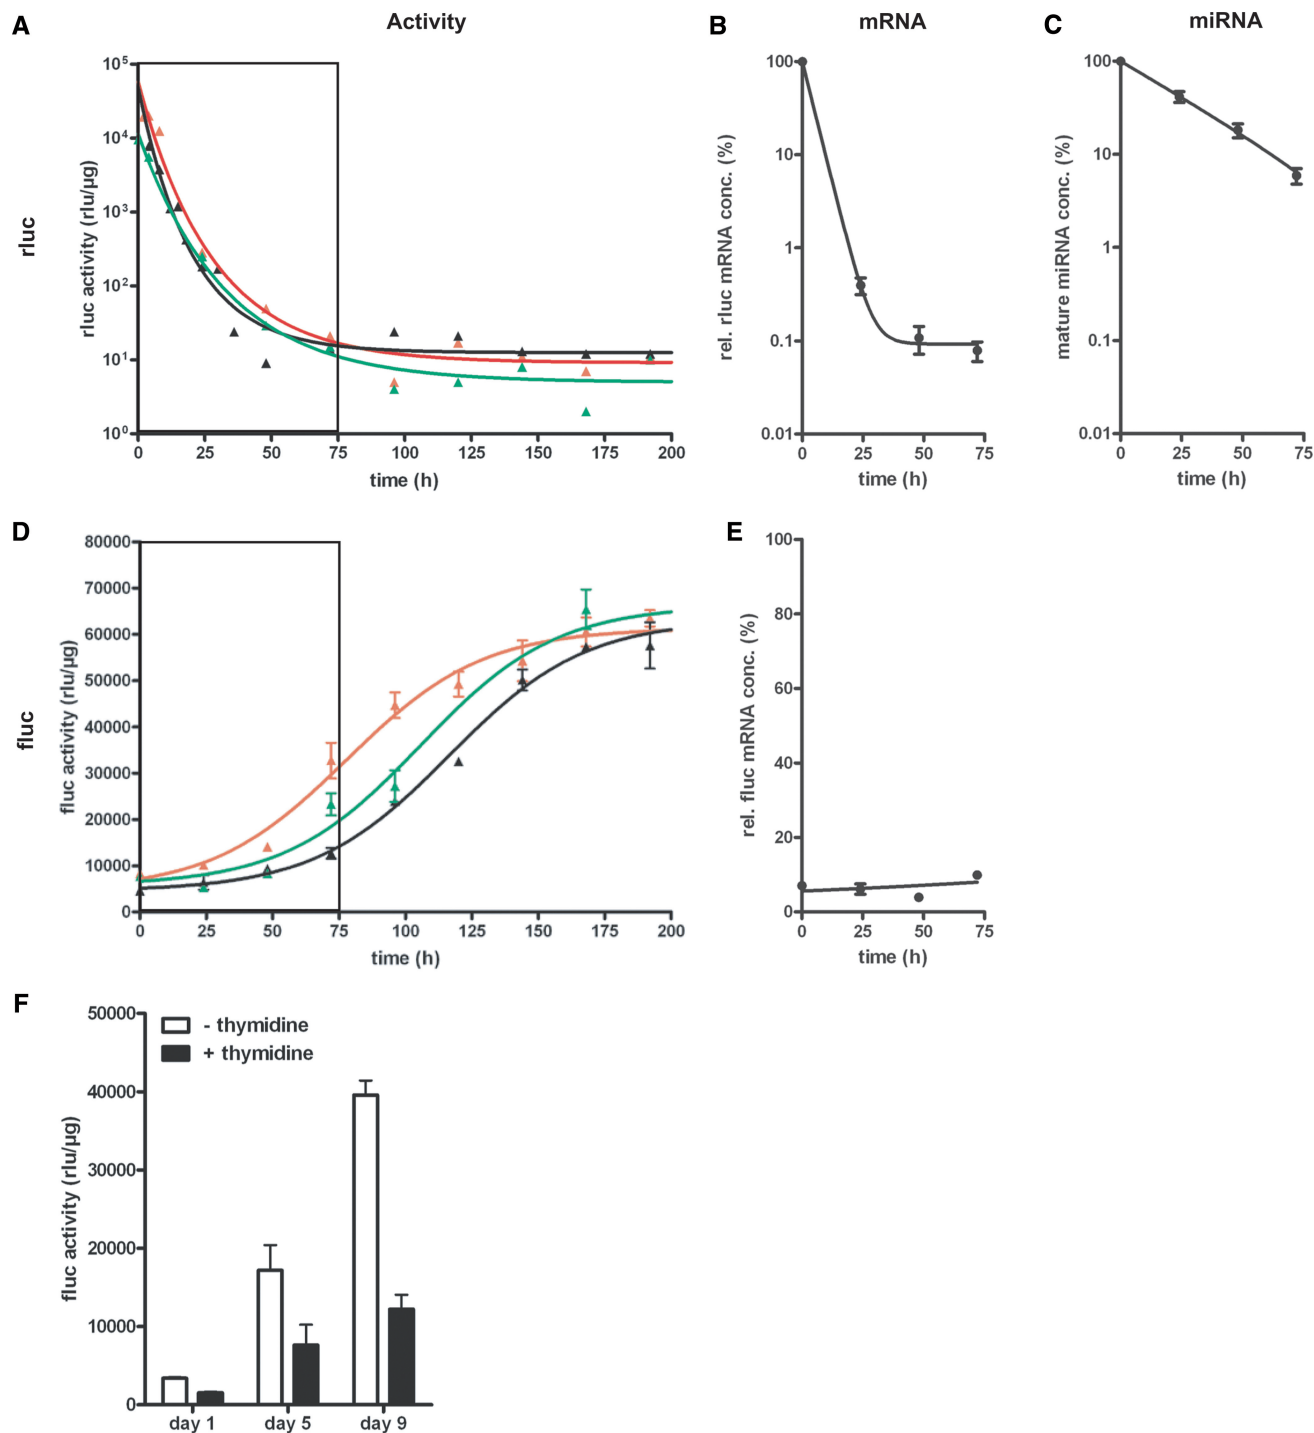 A
Activity
B
mRNA
C
miRNA
rluc
rluc activity (rlu/µg)
10⁵
10⁴
10³
10²
10¹
10⁰
0 25 50 75 100 125 150 175 200
time (h)
rel. rluc mRNA conc. (%)
100
10
1
0.1
0.01
0 25 50 75
time (h)
mature miRNA conc. (%)
100
10
1
0.1
0.01
0 25 50 75
time (h)
D
fluc
fluc activity (rlu/µg)
80000
70000
60000
50000
40000
30000
20000
10000
0
0 25 50 75 100 125 150 175 200
time (h)
E
rel. fluc mRNA conc. (%)
100
80
60
40
20
0
0 25 50 75
time (h)
F
fluc activity (rlu/µg)
50000
40000
30000
20000
10000
0
- thymidine
+ thymidine
day 1 day 5 day 9